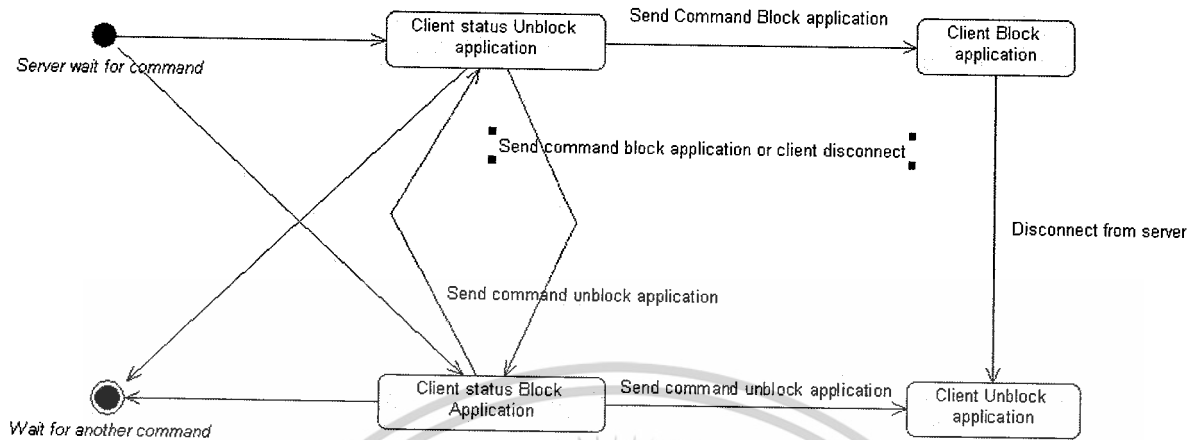 Client status Unblock
application
Send Command Block application
Client Block
application
Server wait for command
Send command block application or client disconnect
Disconnect from server
Send command unblock application
Client status Block
Application
Send command unblock application
Client Unblock
application
Wait for another command